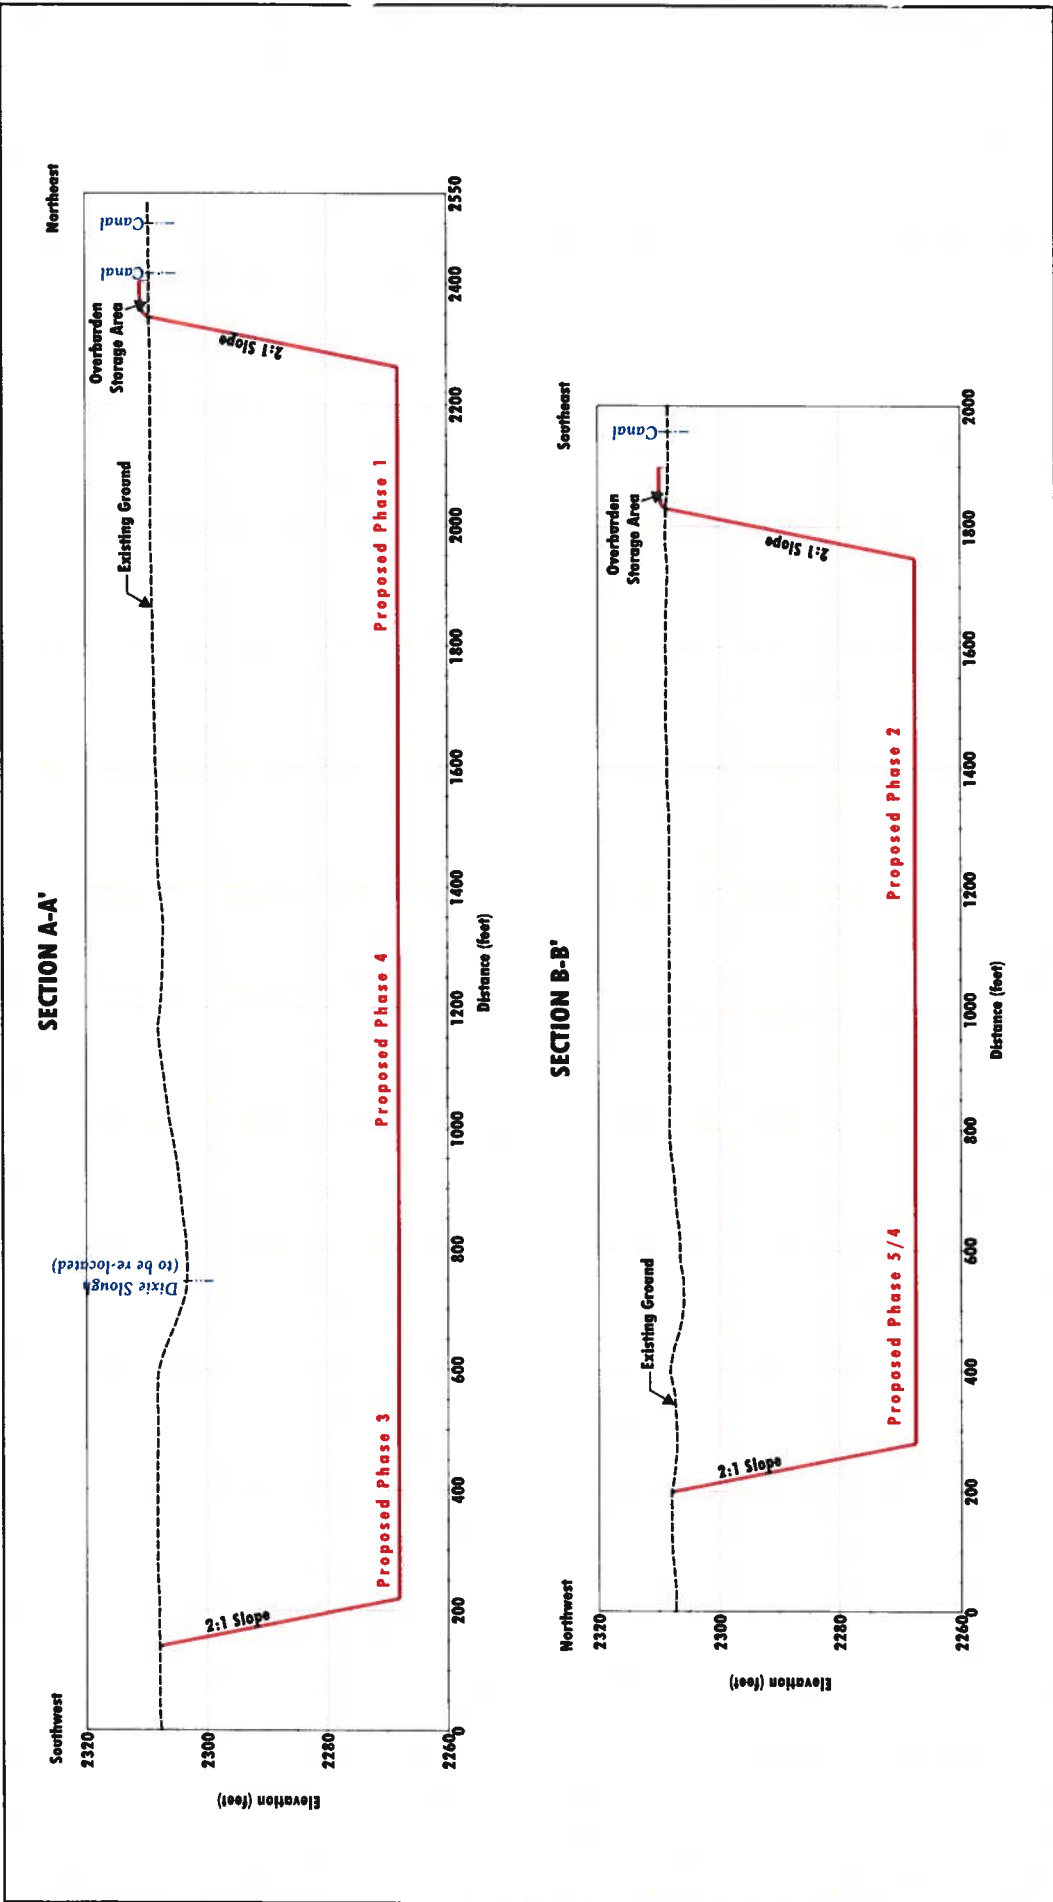 SECTION A-A'
Southwest
Northeast
2320
2300
2280
2260
Elevation (feet)
Dixie Slough
(to be re-located)
Existing Ground
Overburden
Storage Area
Canal
Canal
2:1 Slope
2:1 Slope
Proposed Phase 3
Proposed Phase 4
Proposed Phase 1
0
200
400
600
800
1000
1200
1400
1600
1800
2000
2200
2400
2550
Distance (feet)
SECTION B-B'
Northwest
Southeast
2320
2300
2280
2260
Elevation (feet)
Existing Ground
Overburden
Storage Area
Canal
2:1 Slope
2:1 Slope
Proposed Phase 5/4
Proposed Phase 2
0
200
400
600
800
1000
1200
1400
1600
1800
2000
Distance (feet)